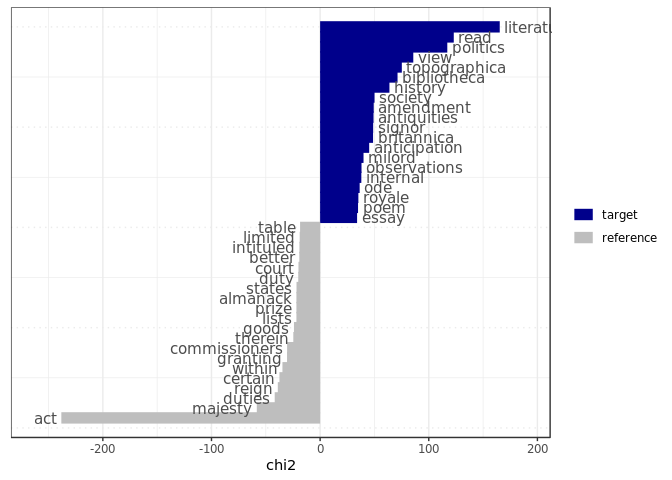 literat
read
politics
view
topographica
bibliotheca
history
society
amendment
antiquities
signor
britannica
anticipation
milord
observations
internal
ode
royale
poem
essay
table
limited
intituled
better
court
duty
states
almanack
prize
lists
goods
therein
commissioners
granting
within
certain
reign
duties
majesty
act
target
reference
-200 -100 0 100 200
chi2